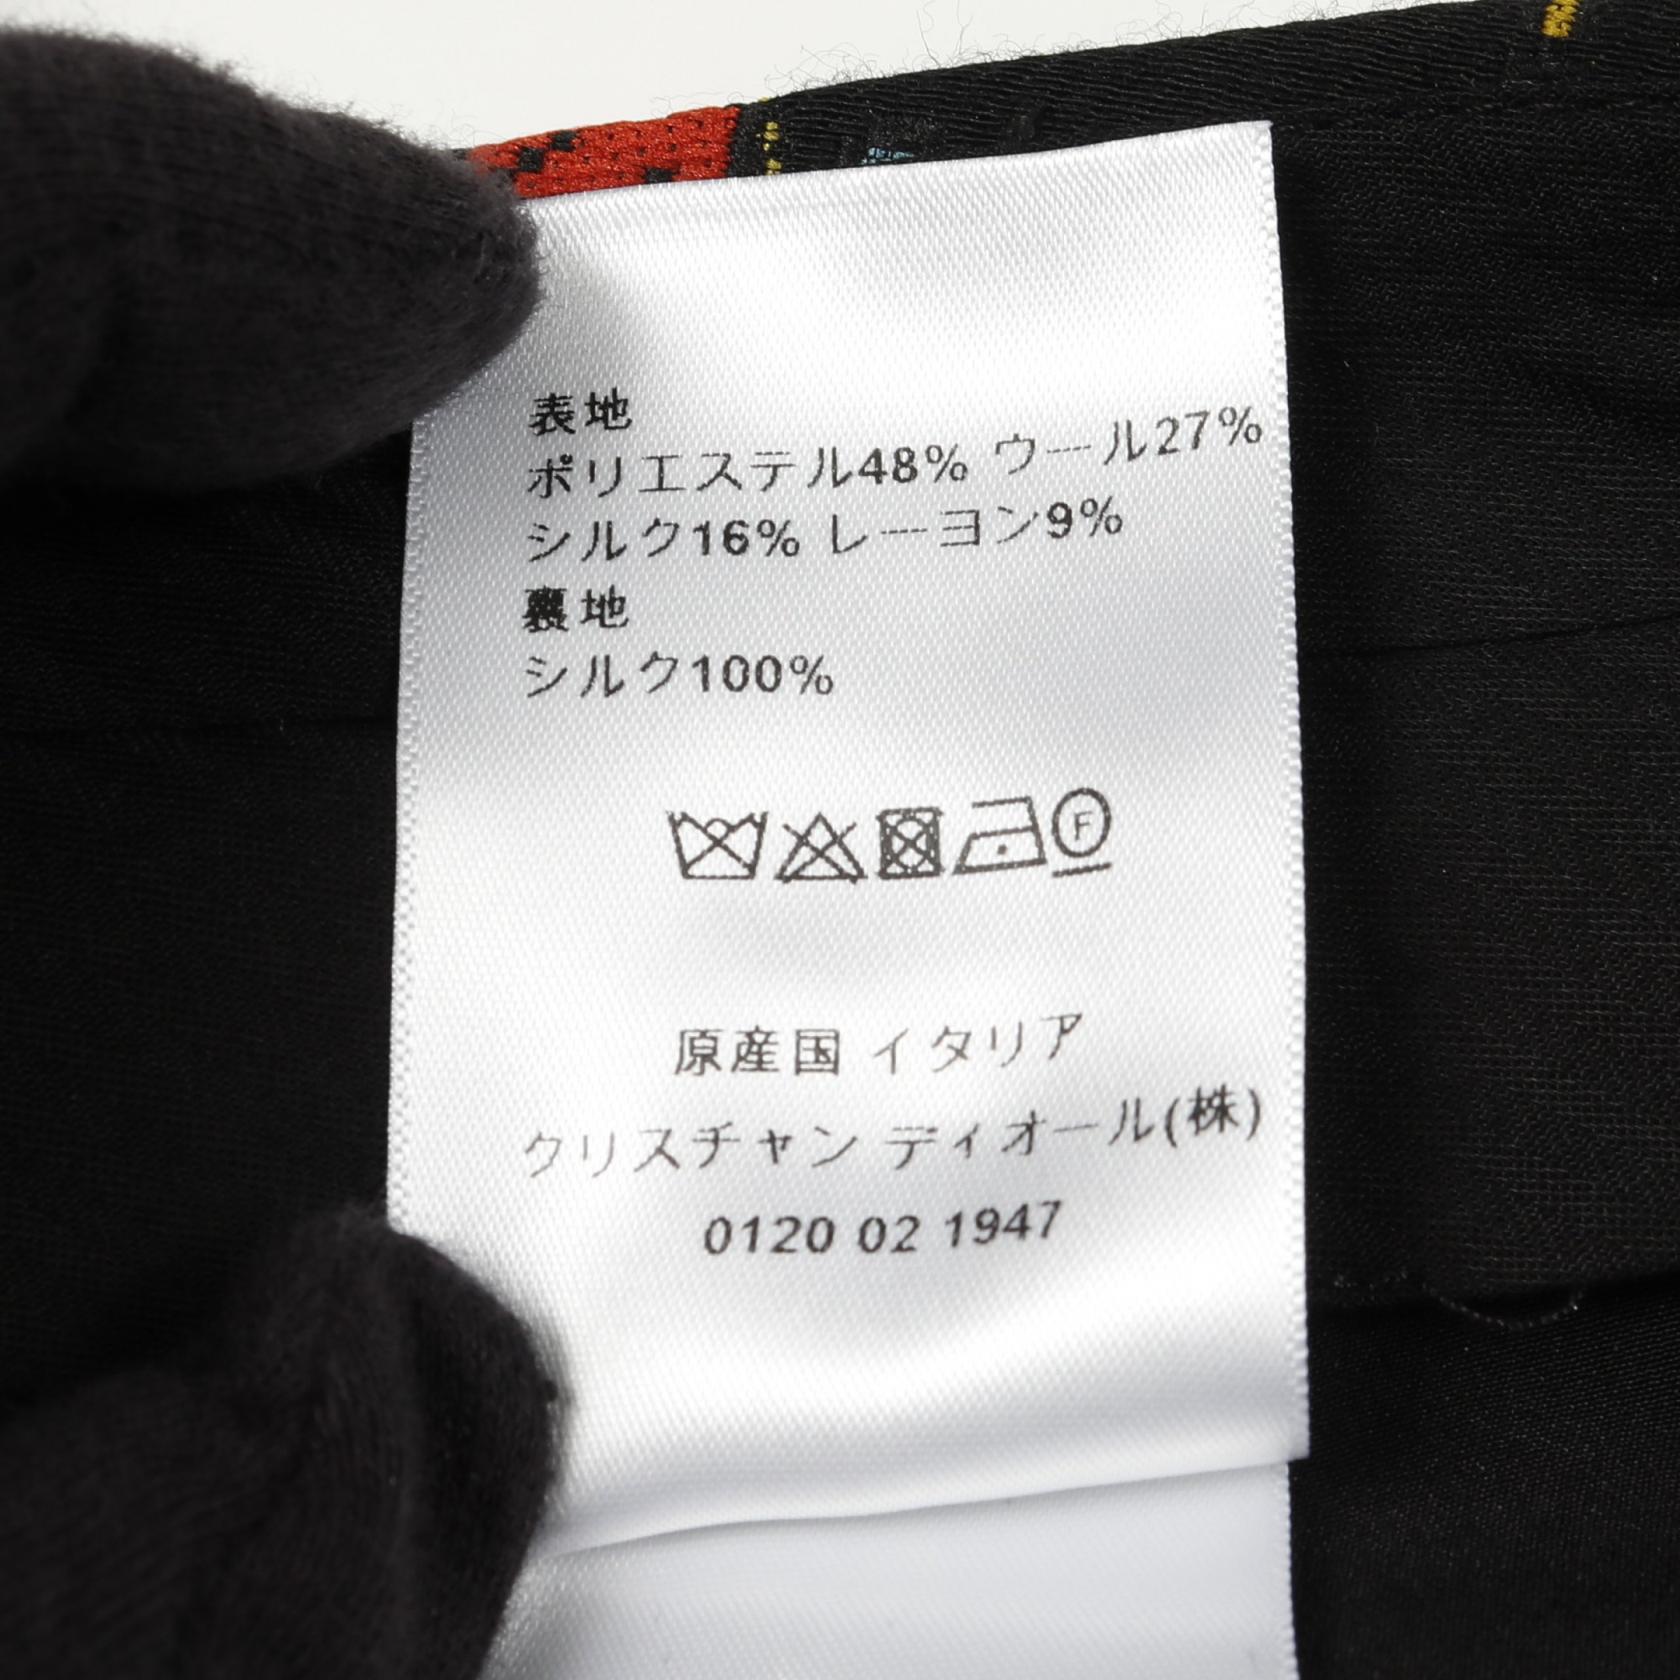 表地
ポリエステル48% ウール27%
シルク16% レーヨン9%
裏地
シルク100%
F
原産国 イタリア
クリスチャン ディオール(株)
0120 02 1947